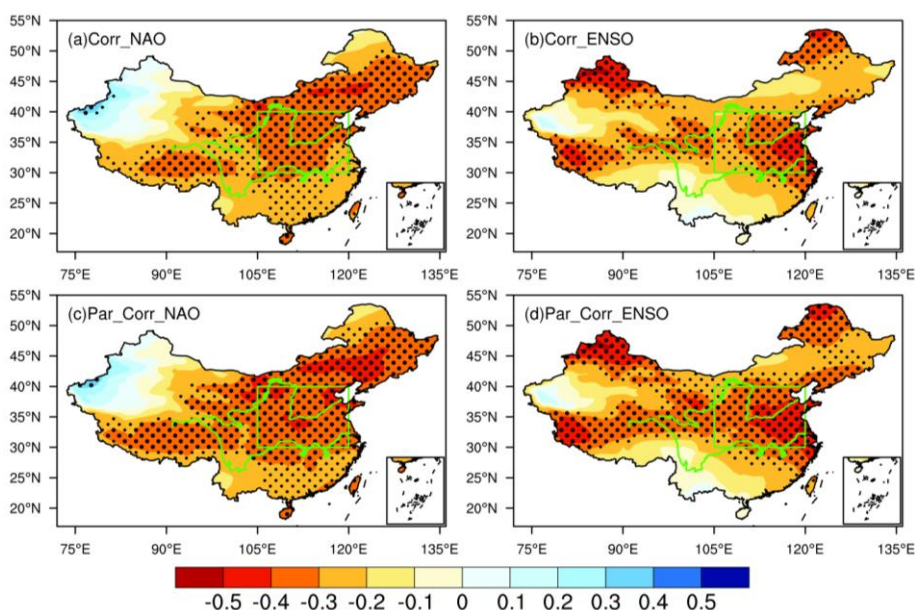 (a)Corr_NAO
55°N
50°N
45°N
40°N
35°N
30°N
25°N
20°N
75°E 90°E 105°E 120°E 135°E
(b)Corr_ENSO
55°N
50°N
45°N
40°N
35°N
30°N
25°N
20°N
75°E 90°E 105°E 120°E 135°E
(c)Par_Corr_NAO
55°N
50°N
45°N
40°N
35°N
30°N
25°N
20°N
75°E 90°E 105°E 120°E 135°E
(d)Par_Corr_ENSO
55°N
50°N
45°N
40°N
35°N
30°N
25°N
20°N
75°E 90°E 105°E 120°E 135°E
-0.5 -0.4 -0.3 -0.2 -0.1 0 0.1 0.2 0.3 0.4 0.5